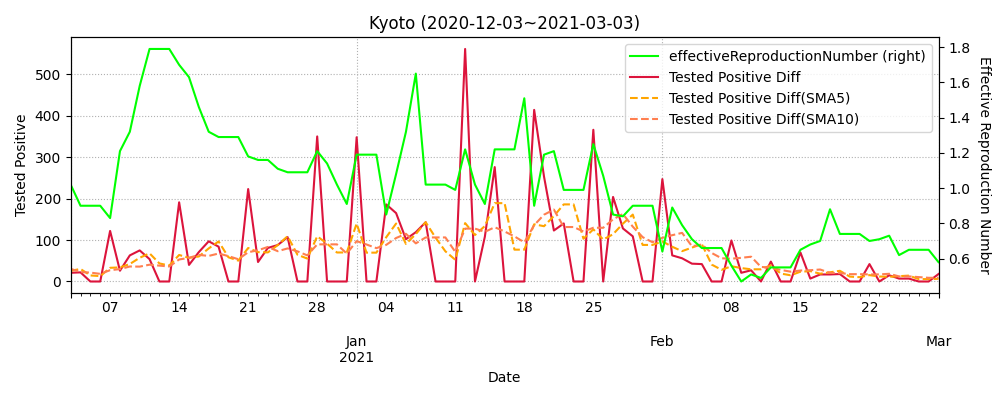 Kyoto (2020-12-03~2021-03-03)
effectiveReproductionNumber (right)
Tested Positive Diff
Tested Positive Diff(SMA5)
Tested Positive Diff(SMA10)
Tested Positive
500
400
300
200
100
0
Effective Reproduction Number
1.8
1.6
1.4
1.2
1.0
0.8
0.6
07 14 21 28 04 11 18 25 08 15 22
Jan Feb Mar
2021
Date